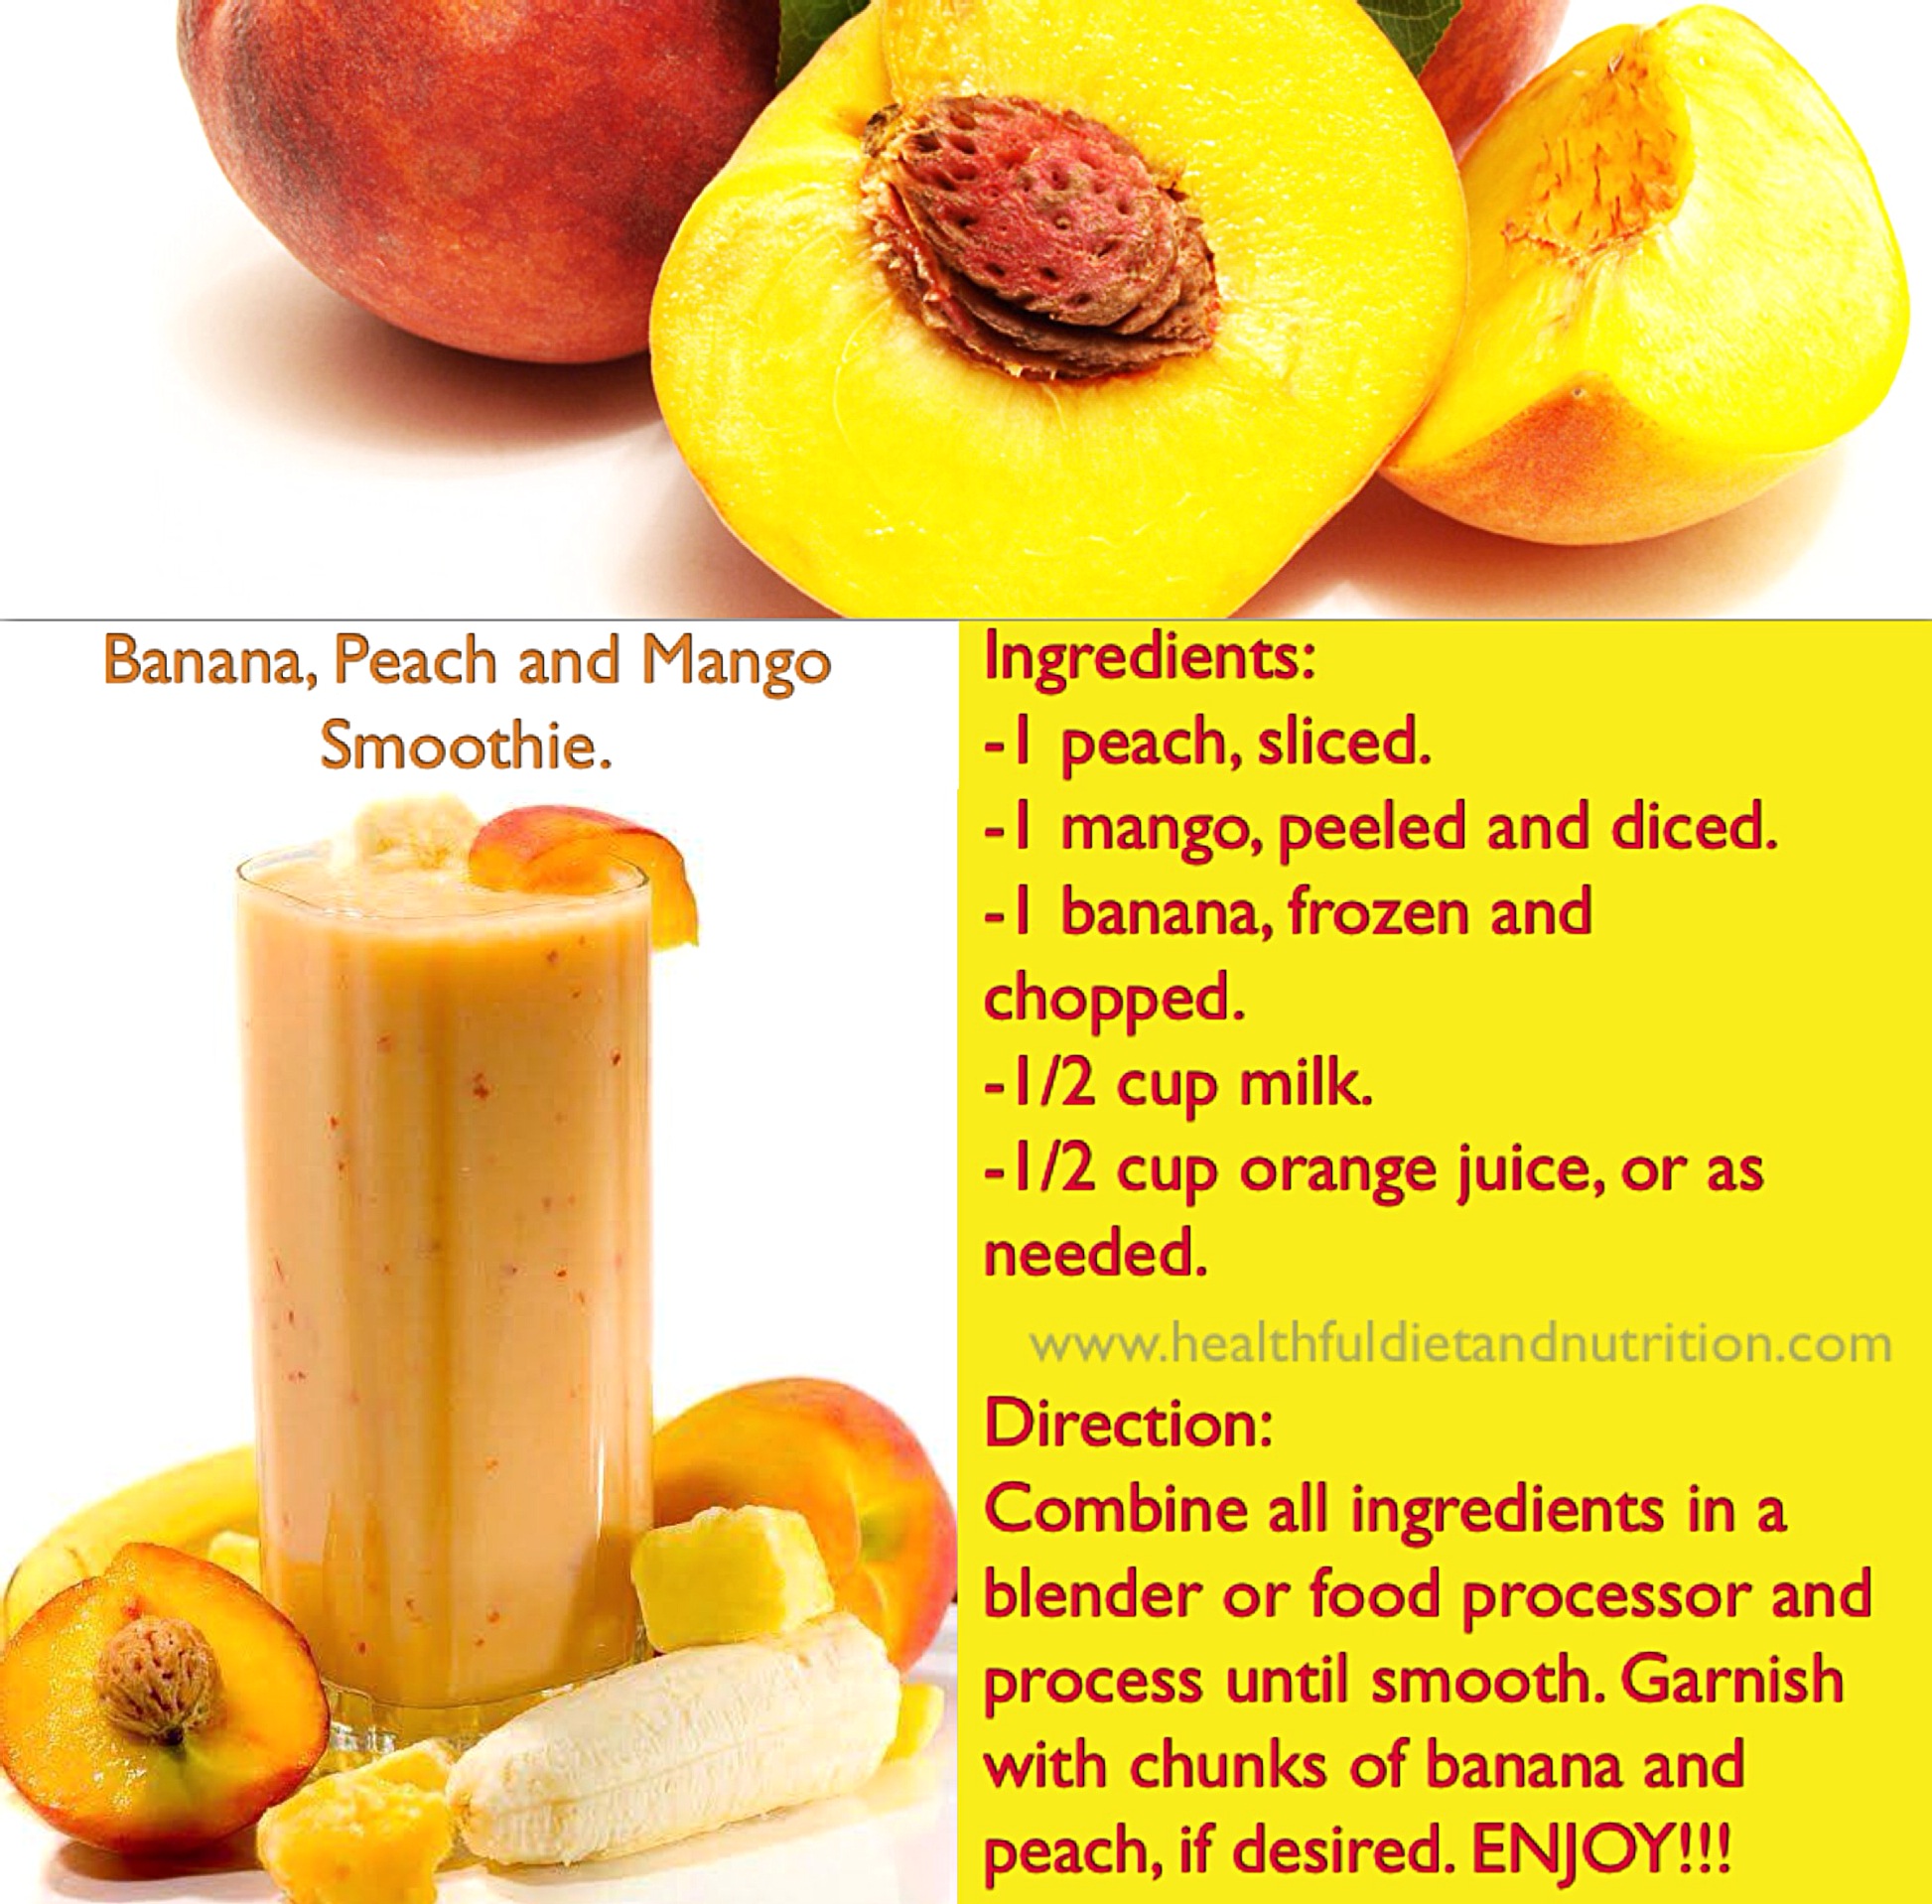 Banana, Peach and Mango
Smoothie.
Ingredients:
-1 peach, sliced.
-1 mango, peeled and diced.
-1 banana, frozen and
chopped.
-1/2 cup milk.
-1/2 cup orange juice, or as
needed.
www.healthfuldietandnutrition.com
Direction:
Combine all ingredients in a
blender or food processor and
process until smooth. Garnish
with chunks of banana and
peach, if desired. ENJOY!!!